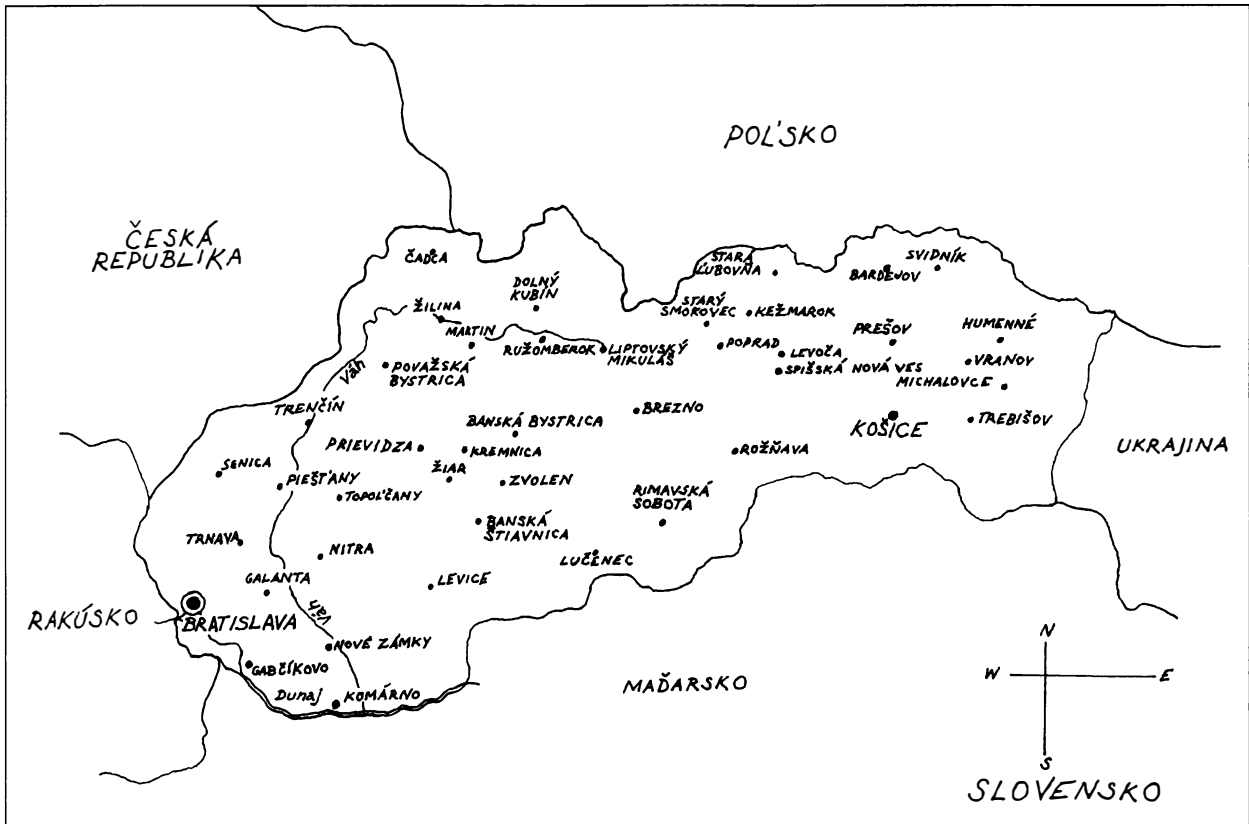 POĽSKO
ČESKÁ
REPUBLIKA
ČADCA
STARÁ
ĽUBOVŇA
BARDEJOV
SVIDNÍK
DOLNÝ
KUBÍN
ŽILINA
STARÝ
SMOKOVEC
KEŽMAROK
MARTIN
RUŽOMBEROK
LIPTOVSKÝ
MIKULÁŠ
POPRAD
LEVOČA
PREŠOV
HUMENNÉ
Váh
POVAŽSKÁ
BYSTRICA
SPIŠSKÁ NOVÁ VES
VRANOV
MICHALOVCE
TRENČÍN
BANSKÁ BYSTRICA
BREZNO
KOŠICE
TREBIŠOV
UKRAJINA
PRIEVIDZA
KREMNICA
ROŽŇAVA
SENICA
PIEŠŤANY
TOPOĽČANY
ŽIAR
ZVOLEN
RIMAVSKÁ
SOBOTA
TRNAVA
NITRA
BANSKÁ
ŠTIAVNICA
LUČENEC
GALANTA
LEVICE
RAKÚSKO
BRATISLAVA
Váh
NOVÉ ZÁMKY
GABČÍKOVO
Dunaj
KOMÁRNO
MAĎARSKO
N
W
E
S
SLOVENSKO